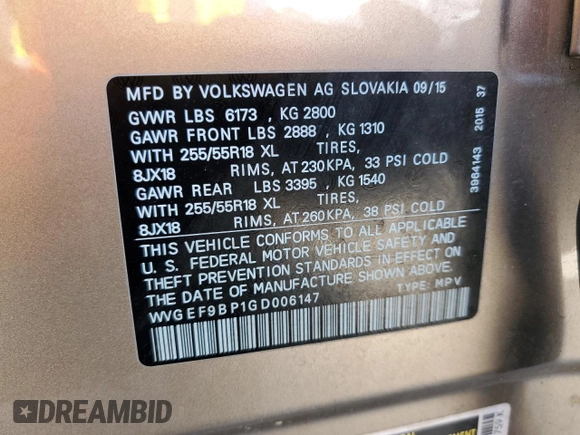 MFD BY VOLKSWAGEN AG SLOVAKIA 09/15
GVWR LBS 6173 , KG 2800
GAWR FRONT LBS 2888 , KG 1310
WITH 255/55R18 XL TIRES,
8JX18 RIMS, AT 230KPA, 33 PSI COLD
GAWR REAR LBS 3395 , KG 1540
WITH 255/55R18 XL TIRES,
8JX18 RIMS, AT 260KPA, 38 PSI COLD
THIS VEHICLE CONFORMS TO ALL APPLICABLE
U. S. FEDERAL MOTOR VEHICLE SAFETY AND
THEFT PREVENTION STANDARDS IN EFFECT ON
THE DATE OF MANUFACTURE SHOWN ABOVE.
WVGEF9BP1GD006147 TYPE: MPV
3964143 2015 37
DREAMBID
759 K